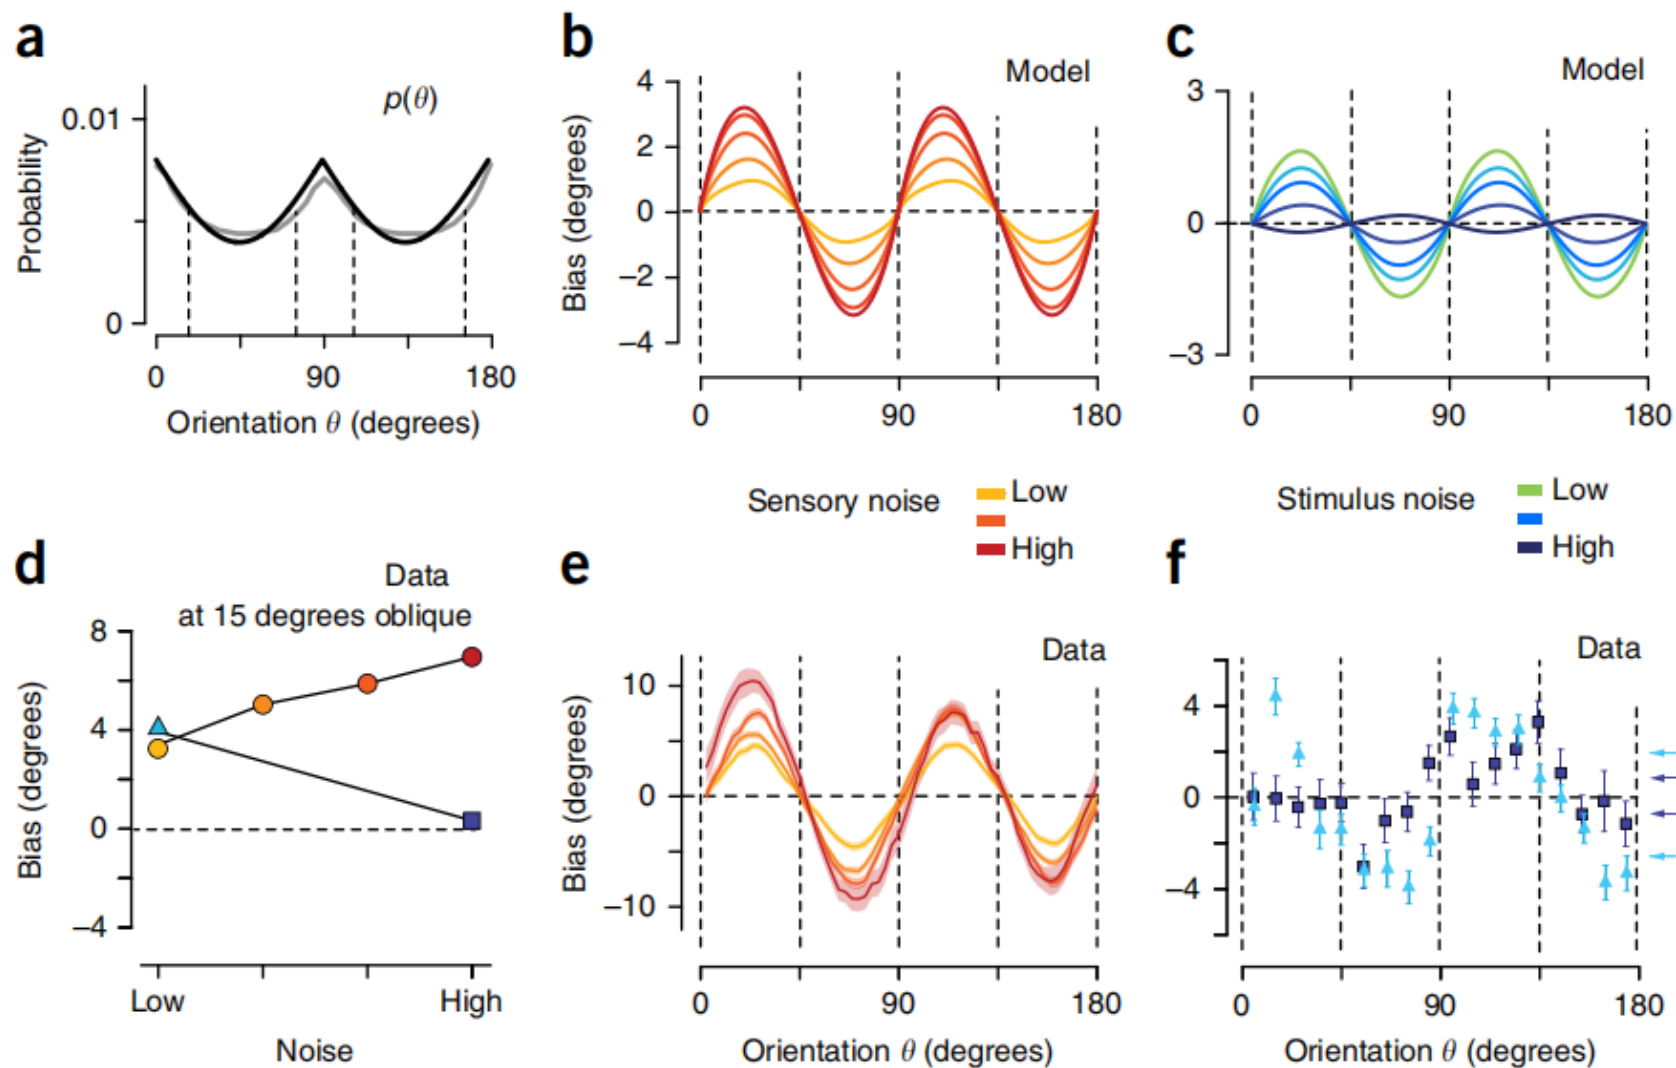 a
p(θ)
0.01
0
Probability
0 90 180
Orientation θ (degrees)
b
Model
4
2
0
−2
−4
Bias (degrees)
0 90 180
Sensory noise
Low
High
c
Model
3
0
−3
0 90 180
Stimulus noise
Low
High
d
Data
at 15 degrees oblique
8
4
0
−4
Bias (degrees)
Low High
Noise
e
Data
10
0
−10
Bias (degrees)
0 90 180
Orientation θ (degrees)
f
Data
4
0
−4
0 90 180
Orientation θ (degrees)